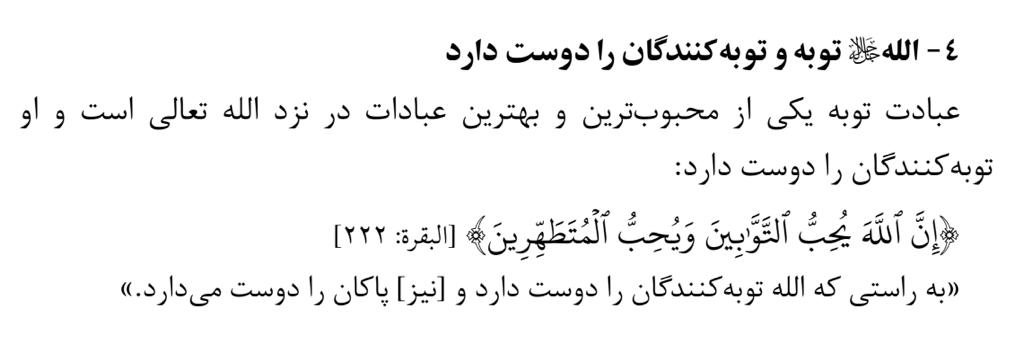 ٤- اللهﷻ توبه و توبه‌کنندگان را دوست دارد
عبادت توبه یکی از محبوب‌ترین و بهترین عبادات در نزد الله تعالی است و او
توبه‌کنندگان را دوست دارد:
﴿إِنَّ ٱللَّهَ يُحِبُّ ٱلتَّوَّٰبِينَ وَيُحِبُّ ٱلۡمُتَطَهِّرِينَ﴾ [البقرة: ٢٢٢]
«به راستی که الله توبه‌کنندگان را دوست دارد و [نیز] پاکان را دوست می‌دارد.»